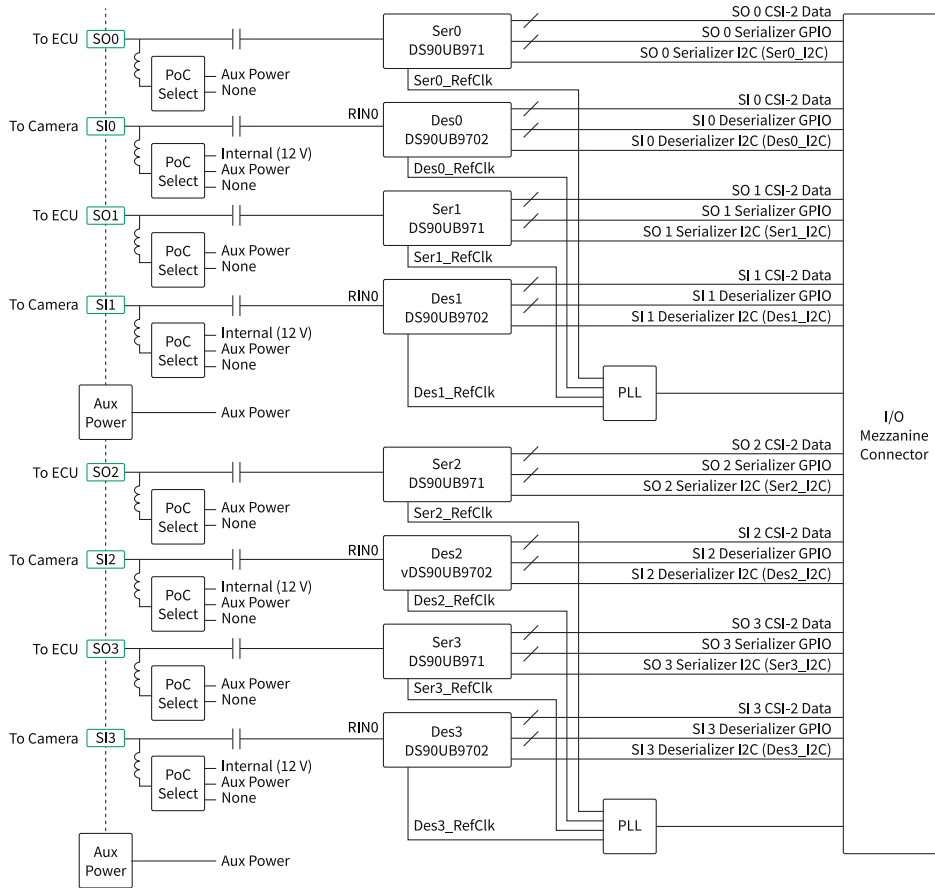 SO 0 CSI-2 Data
To ECU SO0
Ser0
DS90UB971
SO 0 Serializer GPIO
SO 0 Serializer I2C (Ser0_I2C)
PoC
Select
Aux Power
None
Ser0_RefClk
SI 0 CSI-2 Data
To Camera SI0
RIN0
Des0
DS90UB9702
SI 0 Deserializer GPIO
SI 0 Deserializer I2C (Des0_I2C)
PoC
Select
Internal (12 V)
Aux Power
None
Des0_RefClk
SO 1 CSI-2 Data
To ECU SO1
Ser1
DS90UB971
SO 1 Serializer GPIO
SO 1 Serializer I2C (Ser1_I2C)
PoC
Select
Aux Power
None
Ser1_RefClk
SI 1 CSI-2 Data
To Camera SI1
RIN0
Des1
DS90UB9702
SI 1 Deserializer GPIO
SI 1 Deserializer I2C (Des1_I2C)
PoC
Select
Internal (12 V)
Aux Power
None
Des1_RefClk
PLL
Aux
Power
Aux Power
I/O
Mezzanine
Connector
SO 2 CSI-2 Data
To ECU SO2
Ser2
DS90UB971
SO 2 Serializer GPIO
SO 2 Serializer I2C (Ser2_I2C)
PoC
Select
Aux Power
None
Ser2_RefClk
SI 2 CSI-2 Data
To Camera SI2
RIN0
Des2
vDS90UB9702
SI 2 Deserializer GPIO
SI 2 Deserializer I2C (Des2_I2C)
PoC
Select
Internal (12 V)
Aux Power
None
Des2_RefClk
SO 3 CSI-2 Data
To ECU SO3
Ser3
DS90UB971
SO 3 Serializer GPIO
SO 3 Serializer I2C (Ser3_I2C)
PoC
Select
Aux Power
None
Ser3_RefClk
SI 3 CSI-2 Data
To Camera SI3
RIN0
Des3
DS90UB9702
SI 3 Deserializer GPIO
SI 3 Deserializer I2C (Des3_I2C)
PoC
Select
Internal (12 V)
Aux Power
None
Des3_RefClk
PLL
Aux
Power
Aux Power